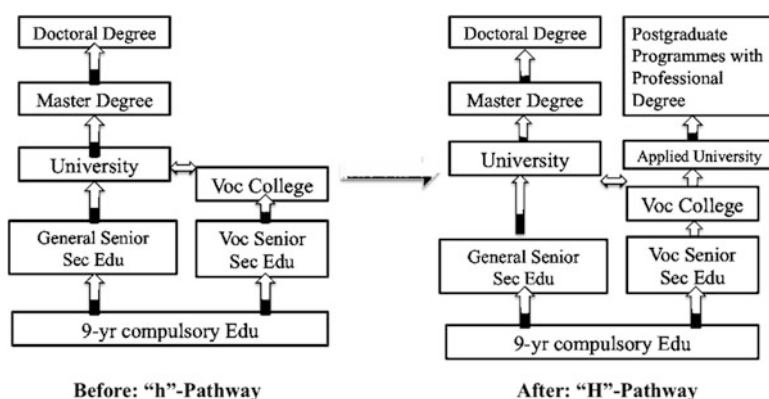 Doctoral Degree
Master Degree
University
Voc College
General Senior
Sec Edu
Voc Senior
Sec Edu
9-yr compulsory Edu
Before: “h”-Pathway
Doctoral Degree
Postgraduate
Programmes with
Professional
Degree
Master Degree
University
Applied University
Voc College
General Senior
Sec Edu
Voc Senior
Sec Edu
9-yr compulsory Edu
After: “H”-Pathway